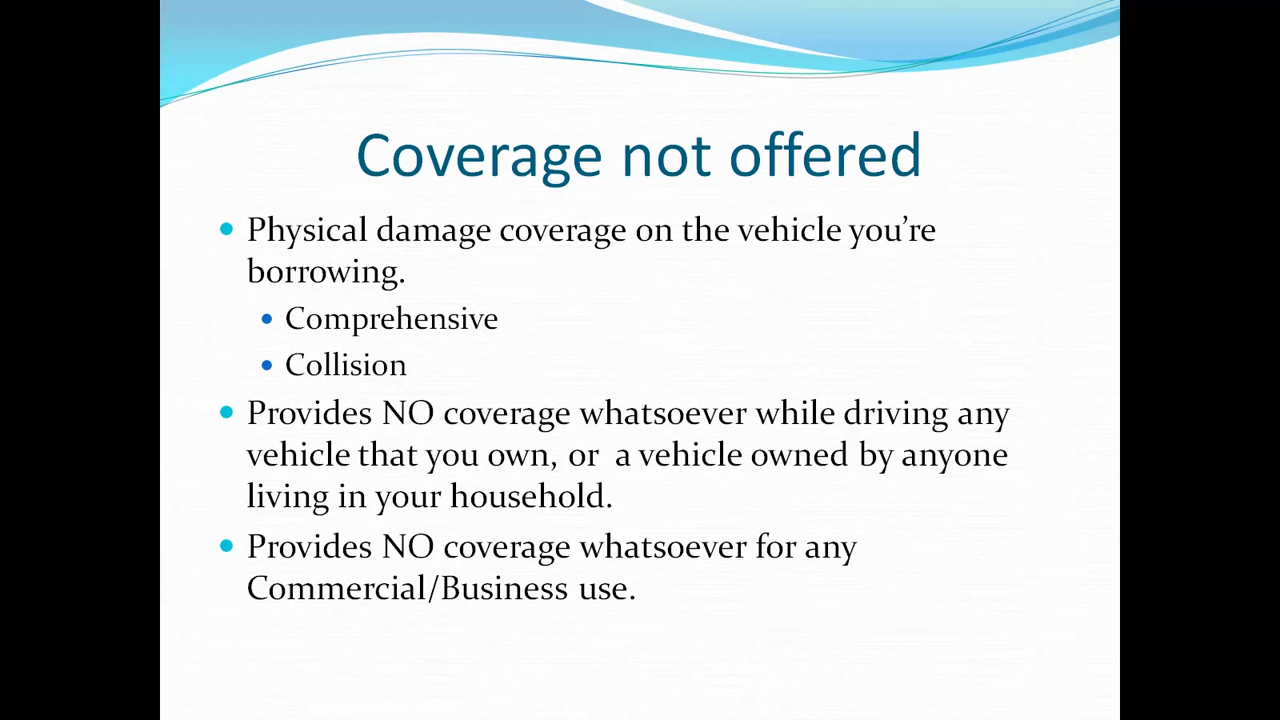 Coverage not offered
• Physical damage coverage on the vehicle you’re
borrowing.
• Comprehensive
• Collision
• Provides NO coverage whatsoever while driving any
vehicle that you own, or  a vehicle owned by anyone
living in your household.
• Provides NO coverage whatsoever for any
Commercial/Business use.